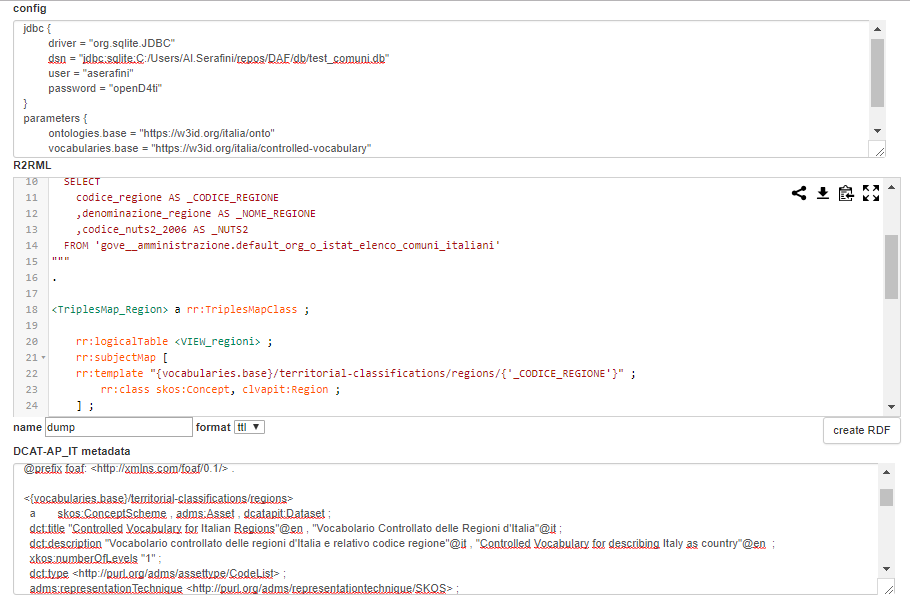 config
jdbc {
driver = "org.sqlite.JDBC"
dsn = "jdbc:sqlite:C:/Users/Al.Serafini/repos/DAF/db/test_comuni.db"
user = "aserafini"
password = "openD4ti"
}
parameters {
ontologies.base = "https://w3id.org/italia/onto"
vocabularies.base = "https://w3id.org/italia/controlled-vocabulary"
R2RML
10 SELECT
11 codice_regione AS _CODICE_REGIONE
12 ,denominazione_regione AS _NOME_REGIONE
13 ,codice_nuts2_2006 AS _NUTS2
14 FROM 'gove__amministrazione.default_org_o_istat_elenco_comuni_italiani'
15 """
16 .
17
18 <TriplesMap_Region> a rr:TriplesMapClass ;
19
20 rr:logicalTable <VIEW_regioni> ;
21 rr:subjectMap [
22 rr:template "{vocabularies.base}/territorial-classifications/regions/{'_CODICE_REGIONE'}" ;
23 rr:class skos:Concept, clvapit:Region ;
24 ] ;
name dump format ttl
create RDF
DCAT-AP_IT metadata
@prefix foaf: <http://xmlns.com/foaf/0.1/> .
<{vocabularies.base}/territorial-classifications/regions>
a skos:ConceptScheme , adms:Asset , dcatapit:Dataset ;
dct:title "Controlled Vocabulary for Italian Regions"@en , "Vocabolario Controllato delle Regioni d'Italia"@it ;
dct:description "Vocabolario controllato delle regioni d'Italia e relativo codice regione"@it , "Controlled Vocabulary for describing Italy as country"@en ;
xkos:numberOfLevels "1" ;
dct:type <http://purl.org/adms/assettype/CodeList> ;
adms:representationTechnique <http://purl.org/adms/representationtechnique/SKOS> ;